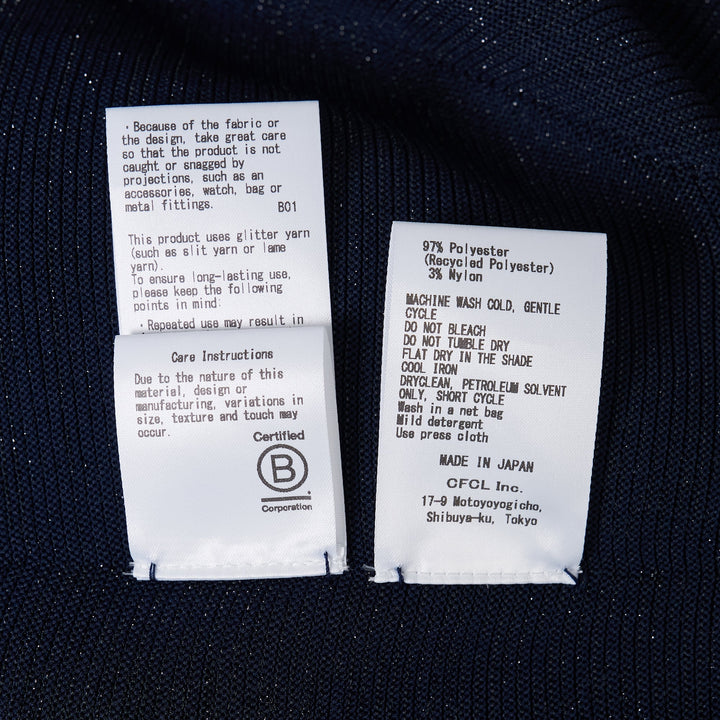 ・Because of the fabric or
the design, take great care
so that the product is not
caught or snagged by
projections, such as an
accessories, watch, bag or
metal fittings.
B01
This product uses glitter yarn
(such as slit yarn or lame
yarn).
To ensure long-lasting use,
please keep the following
points in mind:
・Repeated use may result in
Care Instructions
Due to the nature of this
material, design or
manufacturing, variations in
size, texture and touch may
occur.
Certified
B
Corporation
97% Polyester
(Recycled Polyester)
3% Nylon
MACHINE WASH COLD, GENTLE
CYCLE
DO NOT BLEACH
DO NOT TUMBLE DRY
FLAT DRY IN THE SHADE
COOL IRON
DRYCLEAN, PETROLEUM SOLVENT
ONLY, SHORT CYCLE
Wash in a net bag
Mild detergent
Use press cloth
MADE IN JAPAN
CFCL Inc.
17-9 Motoyoyogicho,
Shibuya-ku, Tokyo